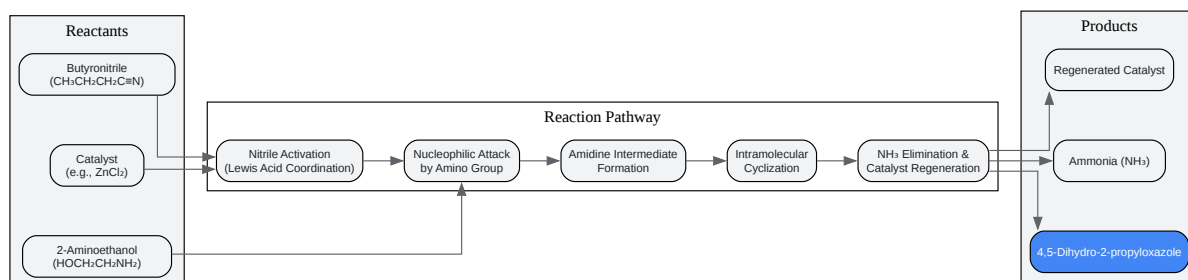 Reactants
Butyronitrile
(CH₃CH₂CH₂C≡N)
Catalyst
(e.g., ZnCl₂)
2-Aminoethanol
(HOCH₂CH₂NH₂)
Reaction Pathway
Nitrile Activation
(Lewis Acid Coordination)
Nucleophilic Attack
by Amino Group
Amidine Intermediate
Formation
Intramolecular
Cyclization
NH₃ Elimination &
Catalyst Regeneration
Products
Regenerated Catalyst
Ammonia (NH₃)
4,5-Dihydro-2-propyloxazole